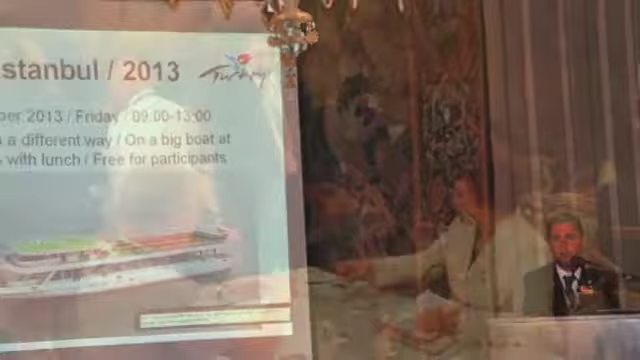 stanbul / 2013
Turkey
ber 2013 / Friday / 09.00-13:00
a different way / On a big boat at
with lunch / Free for participants